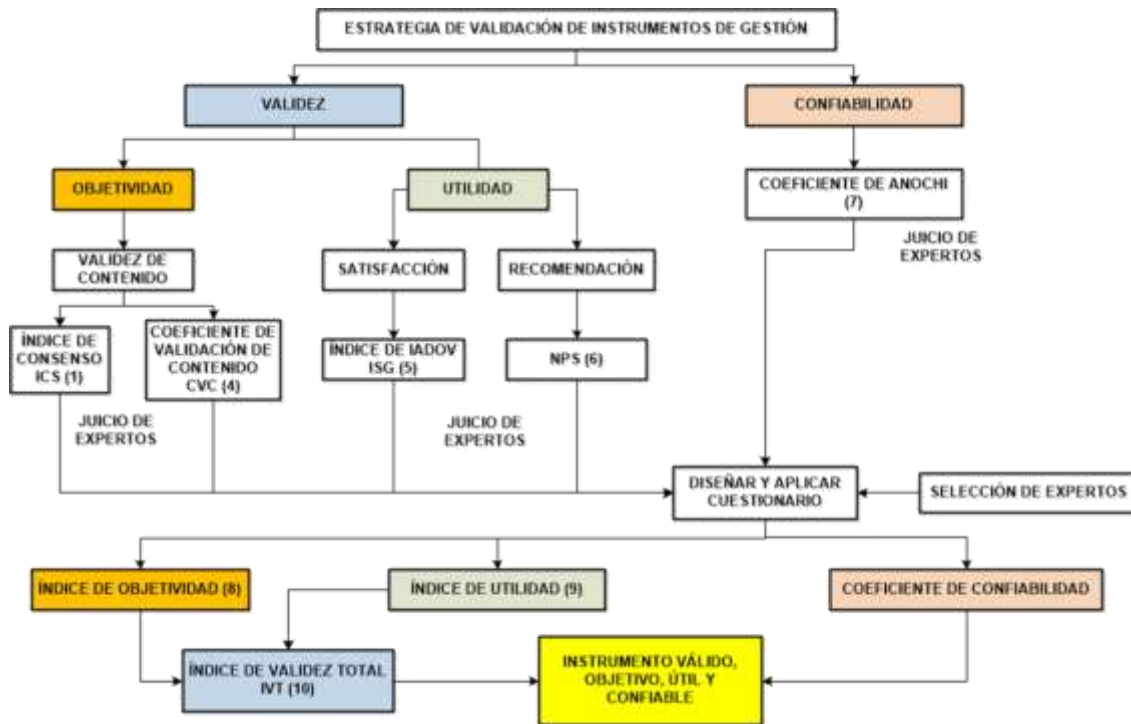 ESTRATEGIA DE VALIDACIÓN DE INSTRUMENTOS DE GESTIÓN
VALIDEZ
CONFIABILIDAD
OBJETIVIDAD
UTILIDAD
COEFICIENTE DE ANOCHI
(7)
JUICIO DE
EXPERTOS
VALIDEZ DE
CONTENIDO
SATISFACCIÓN
RECOMENDACIÓN
ÍNDICE DE
CONSENSO
ICS (1)
COEFICIENTE DE
VALIDACIÓN DE
CONTENIDO
CVC (4)
ÍNDICE DE IADOV
ISG (5)
NPS (6)
JUICIO DE
EXPERTOS
JUICIO DE
EXPERTOS
DISEÑAR Y APLICAR
CUESTIONARIO
SELECCIÓN DE EXPERTOS
ÍNDICE DE OBJETIVIDAD (8)
ÍNDICE DE UTILIDAD (9)
COEFICIENTE DE CONFIABILIDAD
ÍNDICE DE VALIDEZ TOTAL
IVT (10)
INSTRUMENTO VÁLIDO,
OBJETIVO, ÚTIL Y
CONFIABLE